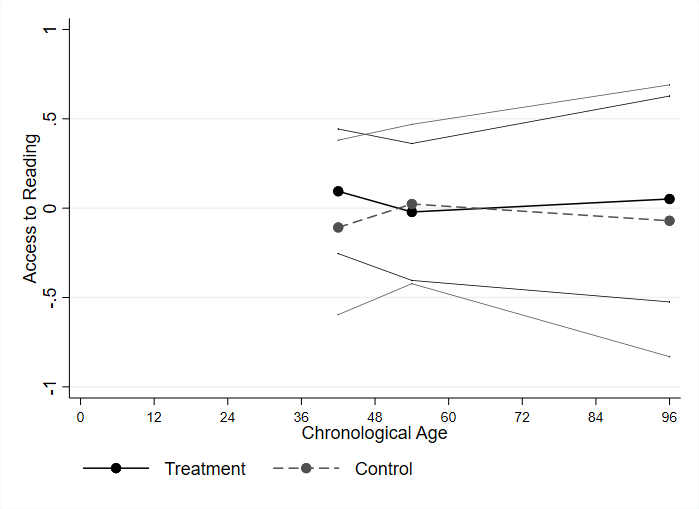 1
.5
0
-.5
-1
Access to Reading
0 12 24 36 48 60 72 84 96
Chronological Age
Treatment Control